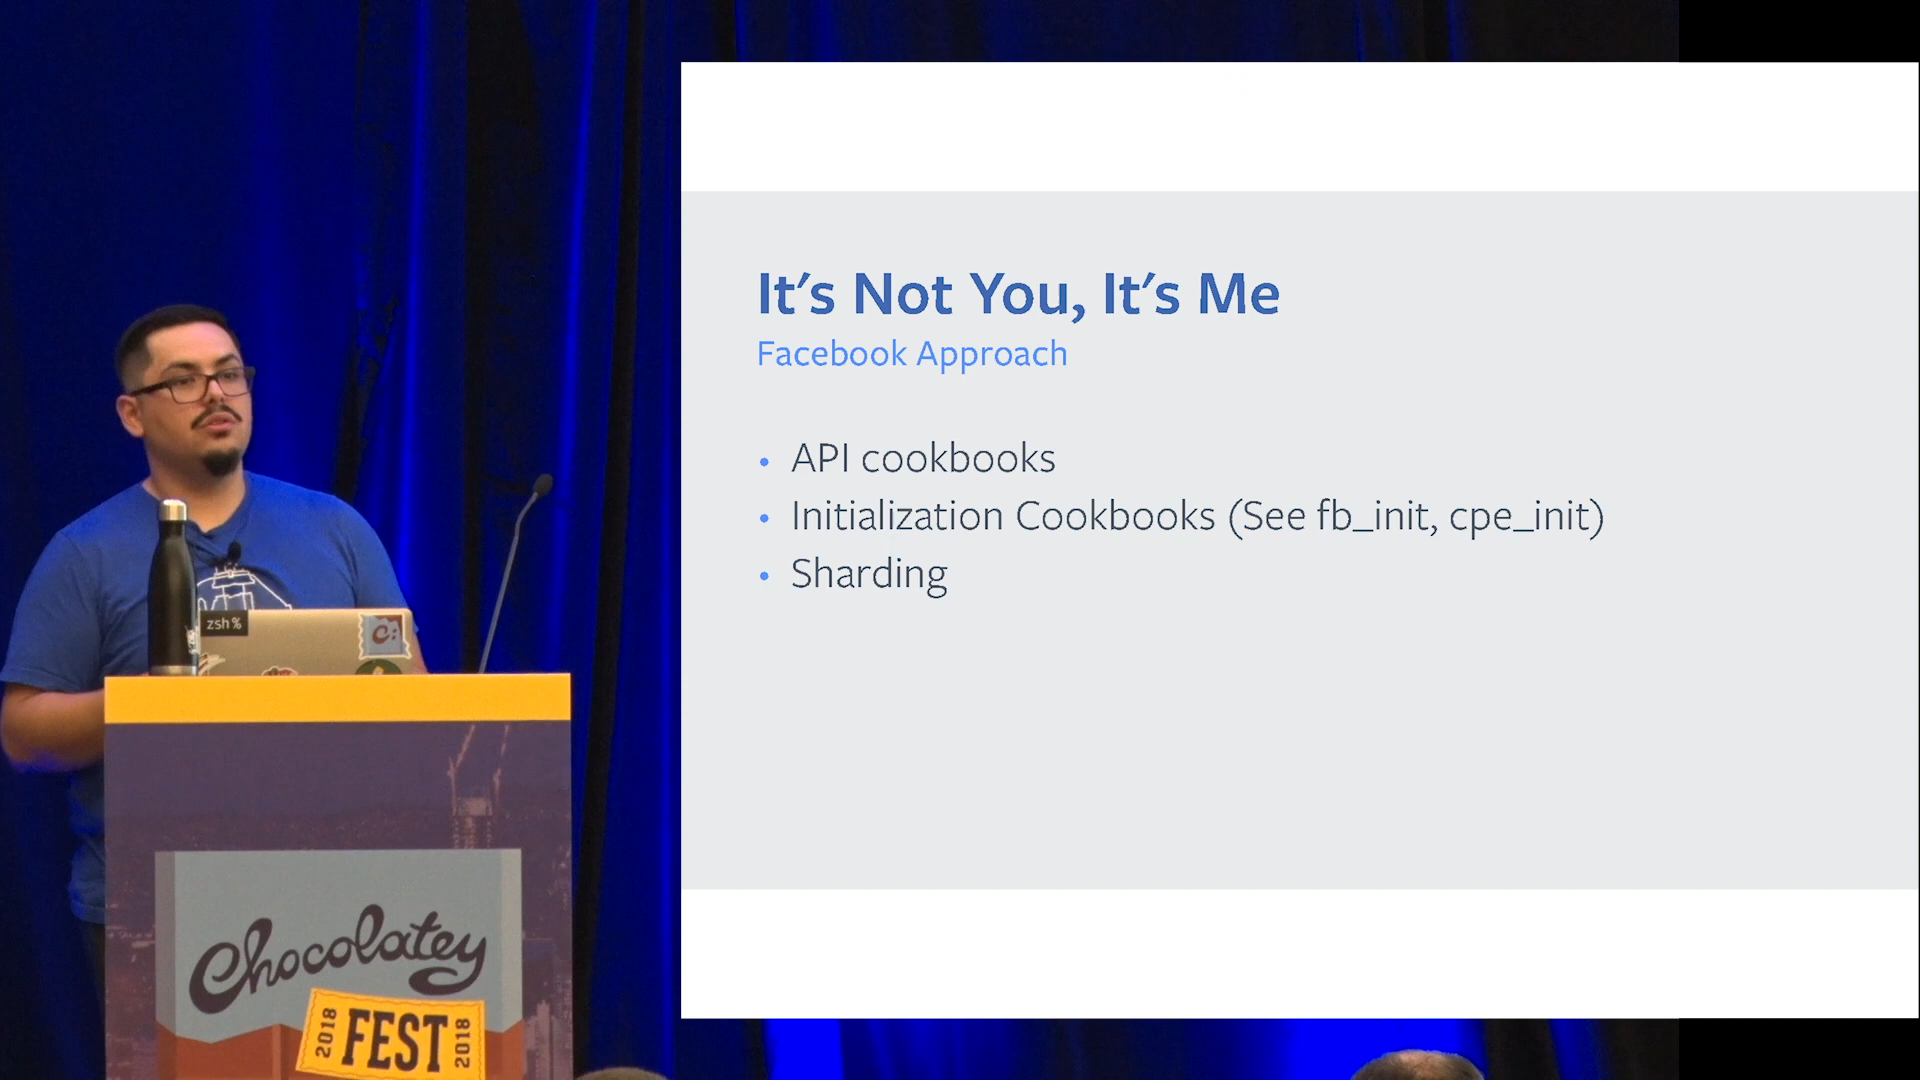 It's Not You, It's Me
Facebook Approach
• API cookbooks
• Initialization Cookbooks (See fb_init, cpe_init)
• Sharding
zsh%
C:
Chocolatey
2018 FEST 2018